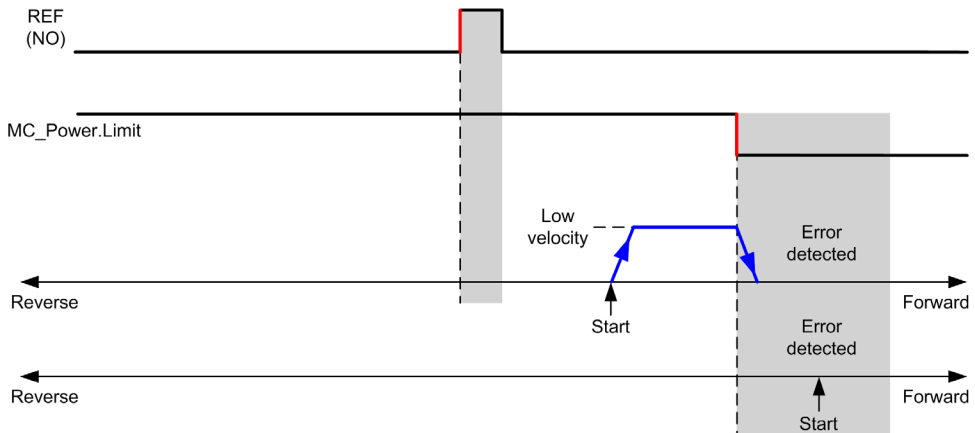 REF
(NO)
MC_Power.Limit
Low
velocity
Error
detected
Reverse
Forward
Start
Error
detected
Reverse
Forward
Start